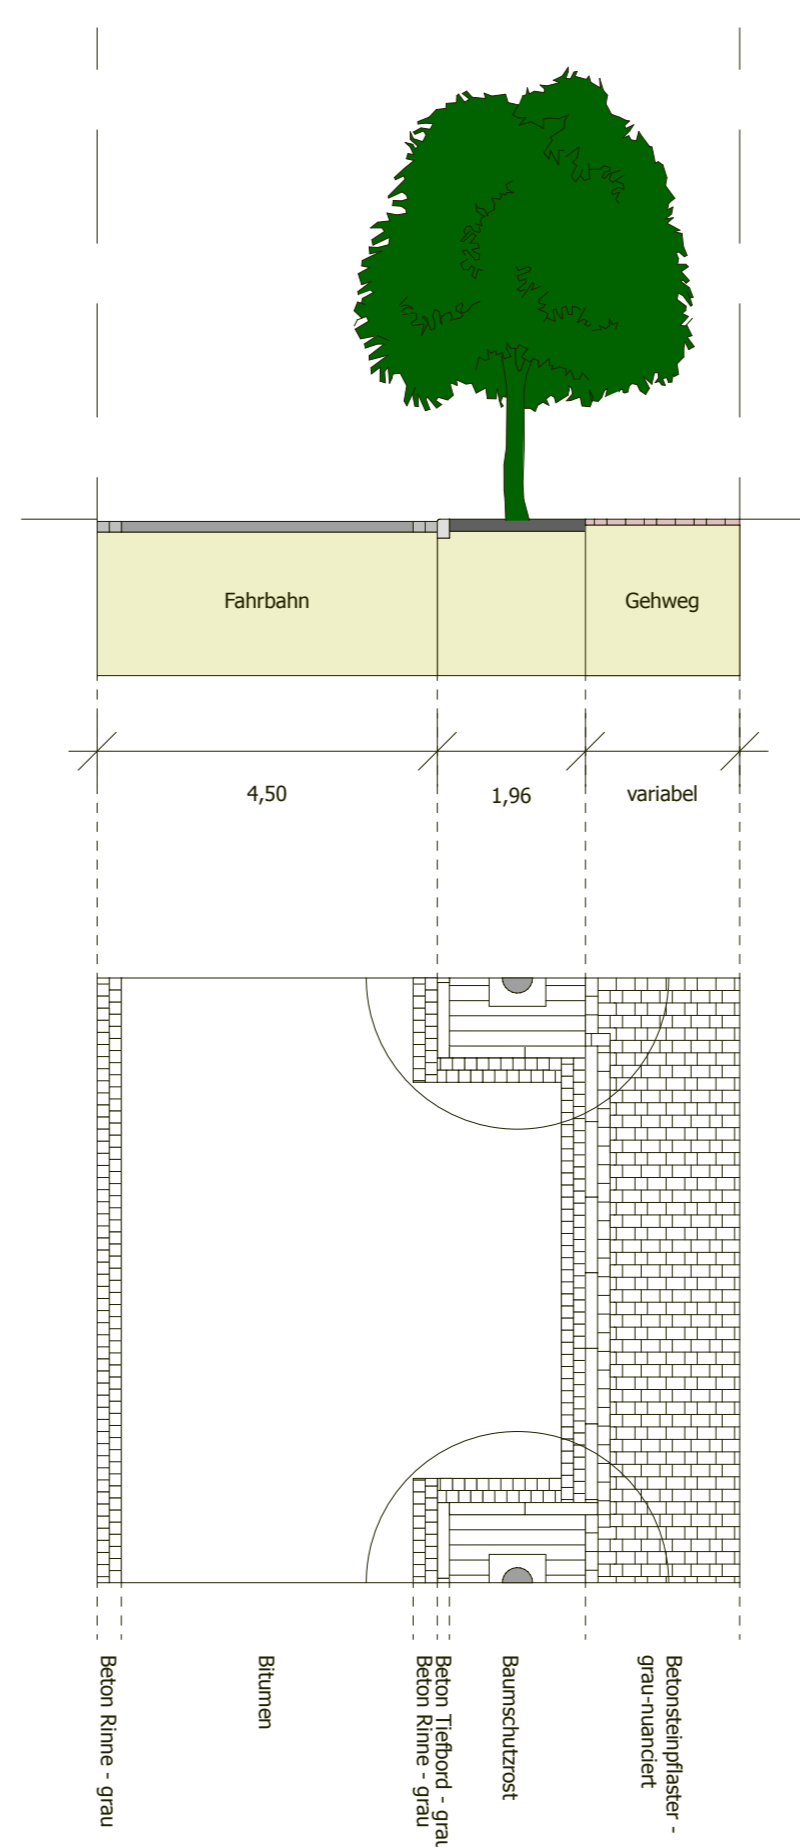 Fahrbahn
Gehweg
4,50
1,96
variabel
Beton Rinne - grau
Bitumen
Beton Rinne - grau
Beton Tiefbord - grau
Baumschutzrost
Betonsteinpflaster -
grau-nuanciert